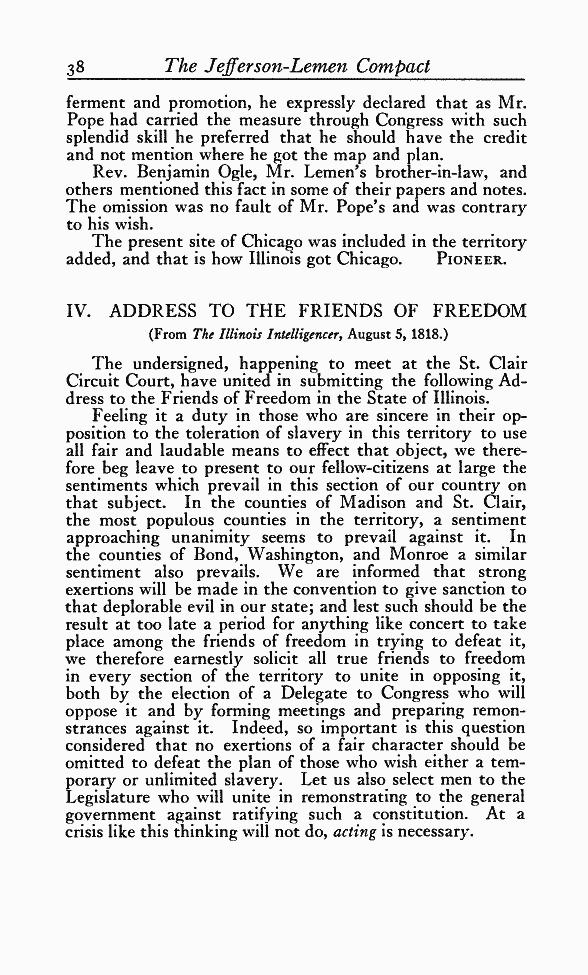 38 The Jefferson-Lemen Compact
ferment and promotion, he expressly declared that as Mr.
Pope had carried the measure through Congress with such
splendid skill he preferred that he should have the credit
and not mention where he got the map and plan.
Rev. Benjamin Ogle, Mr. Lemen's brother-in-law, and
others mentioned this fact in some of their papers and notes.
The omission was no fault of Mr. Pope's and was contrary
to his wish.
The present site of Chicago was included in the territory
added, and that is how Illinois got Chicago. PIONEER.
IV. ADDRESS TO THE FRIENDS OF FREEDOM
(From The Illinois Intelligencer, August 5, 1818.)
The undersigned, happening to meet at the St. Clair
Circuit Court, have united in submitting the following Ad-
dress to the Friends of Freedom in the State of Illinois.
Feeling it a duty in those who are sincere in their op-
position to the toleration of slavery in this territory to use
all fair and laudable means to effect that object, we there-
fore beg leave to present to our fellow-citizens at large the
sentiments which prevail in this section of our country on
that subject. In the counties of Madison and St. Clair,
the most populous counties in the territory, a sentiment
approaching unanimity seems to prevail against it. In
the counties of Bond, Washington, and Monroe a similar
sentiment also prevails. We are informed that strong
exertions will be made in the convention to give sanction to
that deplorable evil in our state; and lest such should be the
result at too late a period for anything like concert to take
place among the friends of freedom in trying to defeat it,
we therefore earnestly solicit all true friends to freedom
in every section of the territory to unite in opposing it,
both by the election of a Delegate to Congress who will
oppose it and by forming meetings and preparing remon-
strances against it. Indeed, so important is this question
considered that no exertions of a fair character should be
omitted to defeat the plan of those who wish either a tem-
porary or unlimited slavery. Let us also select men to the
Legislature who will unite in remonstrating to the general
government against ratifying such a constitution. At a
crisis like this thinking will not do, acting is necessary.